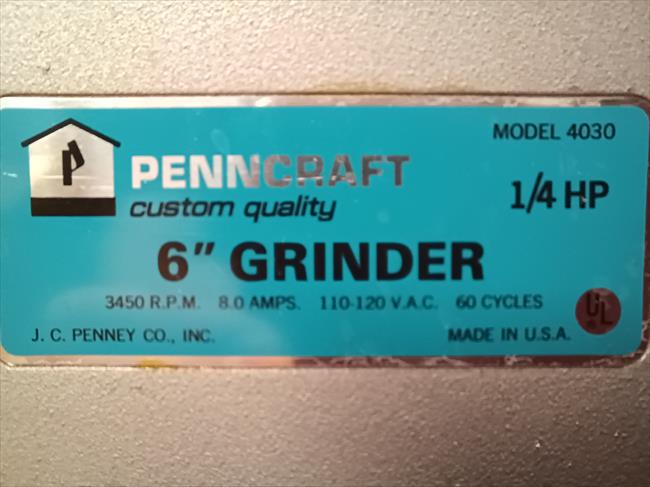 MODEL 4030
PENNCRAFT
1/4 HP
custom quality
6" GRINDER
3450 R.P.M. 8.0 AMPS. 110-120 V.A.C. 60 CYCLES
UL
J. C. PENNEY CO., INC. MADE IN U.S.A.